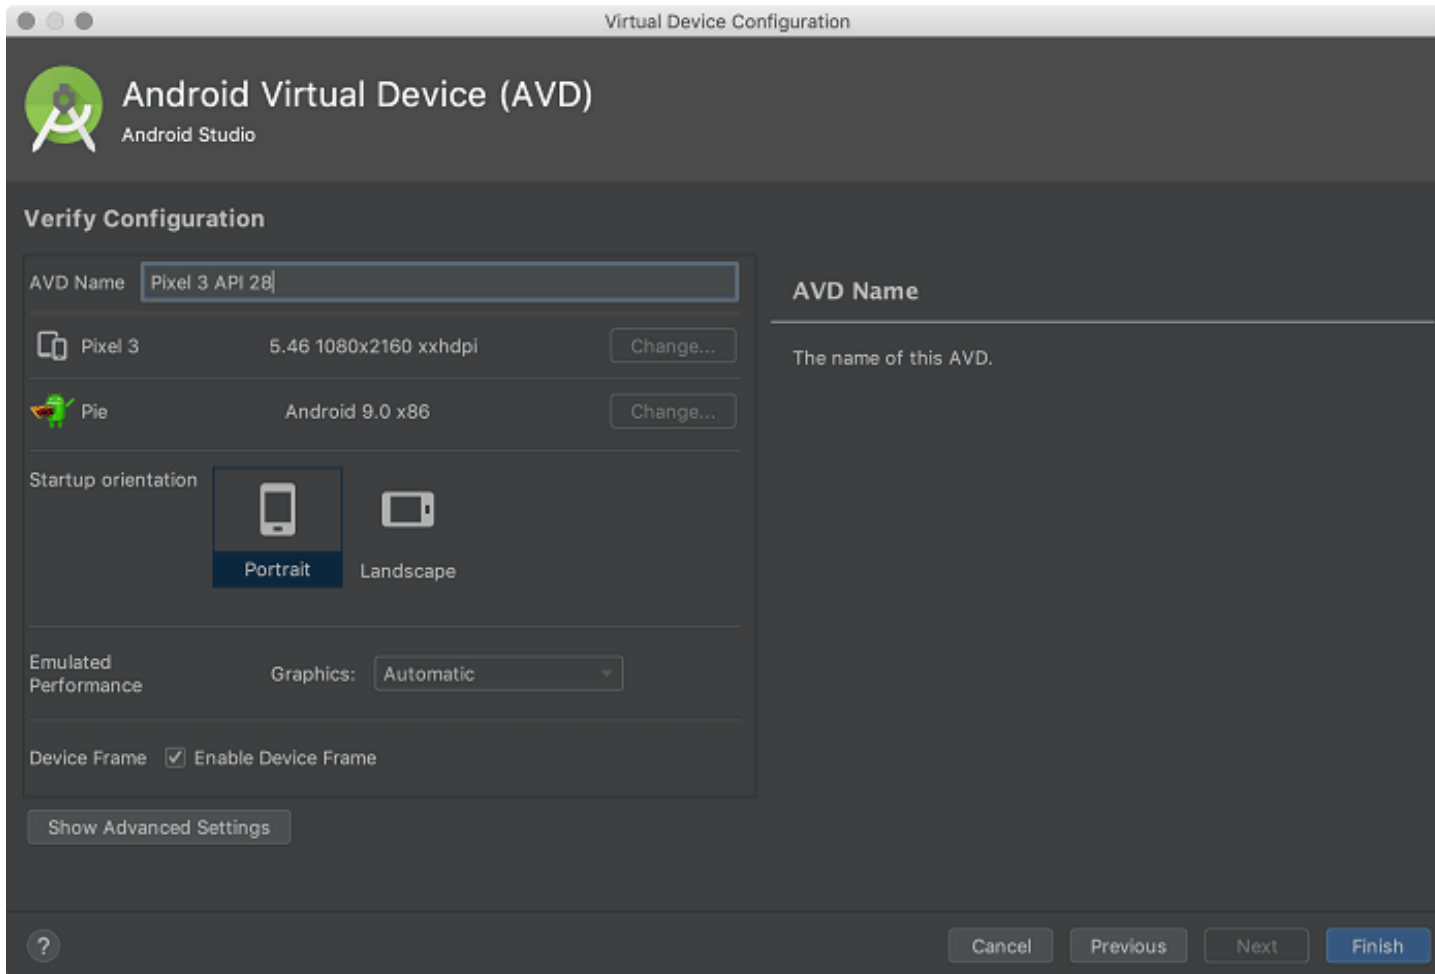 Virtual Device Configuration
Android Virtual Device (AVD)
Android Studio
Verify Configuration
AVD Name Pixel 3 API 28
Pixel 3 5.46 1080x2160 xxhdpi Change...
Pie Android 9.0 x86 Change...
Startup orientation
Portrait Landscape
Emulated
Performance
Graphics: Automatic
Device Frame Enable Device Frame
Show Advanced Settings
AVD Name
The name of this AVD.
? Cancel Previous Next Finish